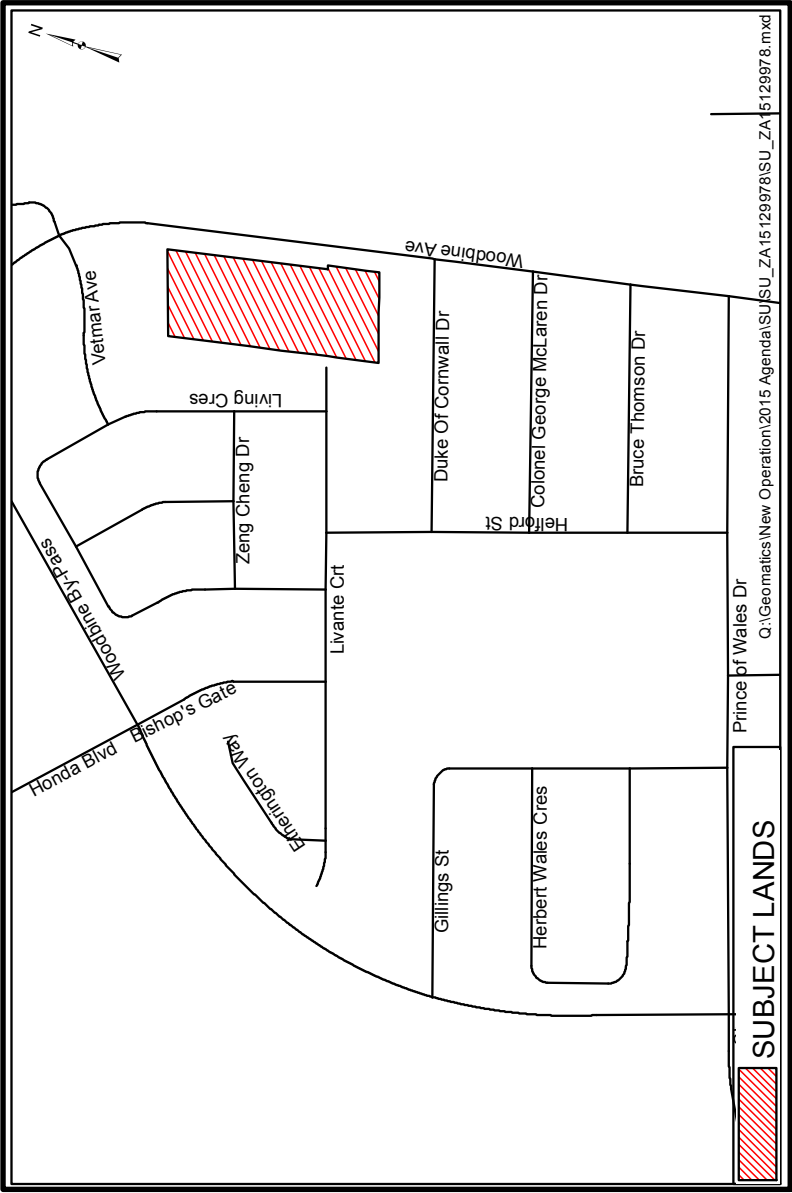 N
Woodbine Ave
Vetmar Ave
Living Cres
Duke Of Cornwall Dr
Colonel George McLaren Dr
Bruce Thomson Dr
Zeng Cheng Dr
Helford St
Woodbine By-Pass
Livante Crt
Prince of Wales Dr
Honda Blvd
Bishop's Gate
Etherington Way
Gillings St
Herbert Wales Cres
Q:\Geomatics\New Operation\2015 Agenda\SU\SU_ZA15129978\SU_ZA15129978.mxd
SUBJECT LANDS